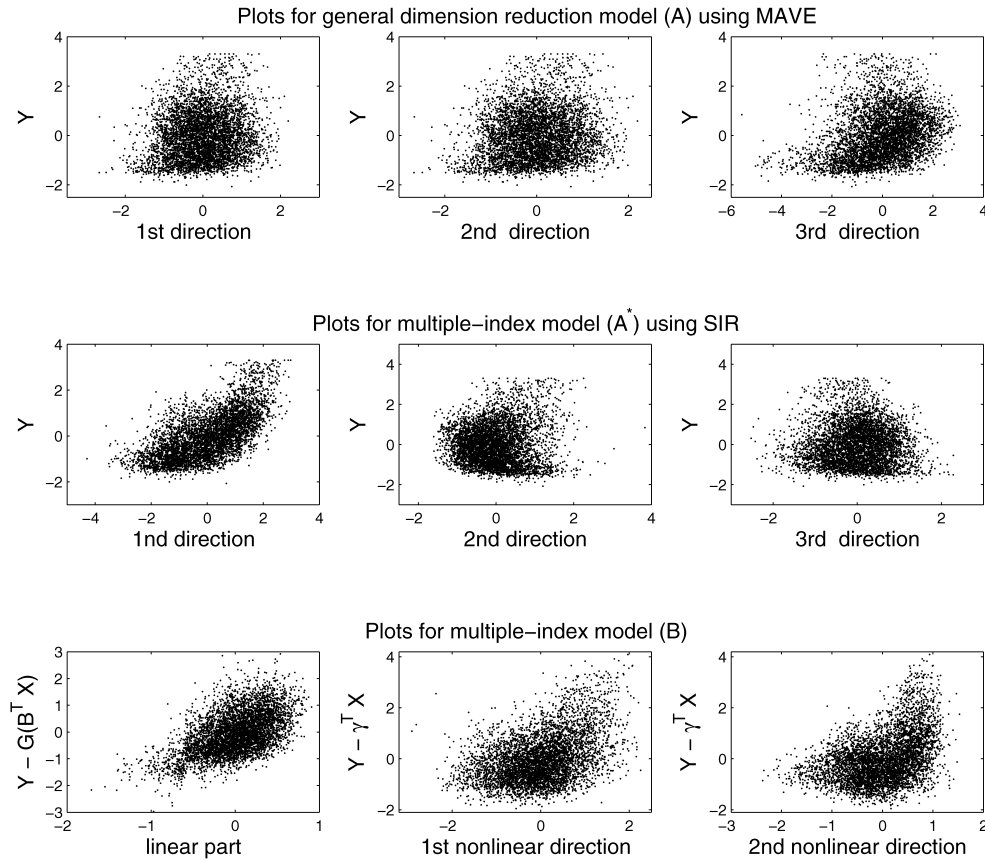 Plots for general dimension reduction model (A) using MAVE
4
2
0
−2
Y
−2 0 2
1st direction
4
2
0
−2
Y
−2 0 2
2nd direction
4
2
0
−2
Y
−6 −4 −2 0 2 4
3rd direction
Plots for multiple−index model (A*) using SIR
4
2
0
−2
Y
−4 −2 0 2 4
1nd direction
4
2
0
−2
Y
−2 0 2 4
2nd direction
4
2
0
−2
Y
−2 0 2
3rd direction
Plots for multiple−index model (B)
3
2
1
0
−1
−2
−3
Y − G(B^T X)
−2 −1 0 1
linear part
4
2
0
−2
Y − γ^T X
−2 0 2
1st nonlinear direction
4
2
0
−2
Y − γ^T X
−3 −2 −1 0 1 2
2nd nonlinear direction